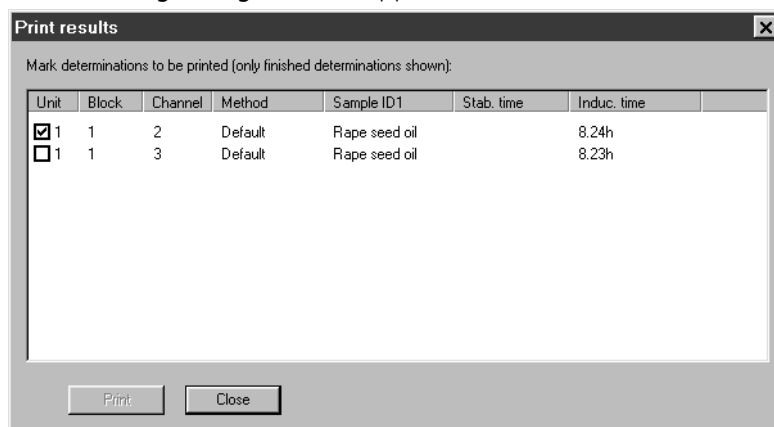 Print results
Mark determinations to be printed (only finished determinations shown):
Unit Block Channel Method Sample ID1 Stab. time Induc. time
1 1 2 Default Rape seed oil 8.24h
1 1 3 Default Rape seed oil 8.23h
Print Close